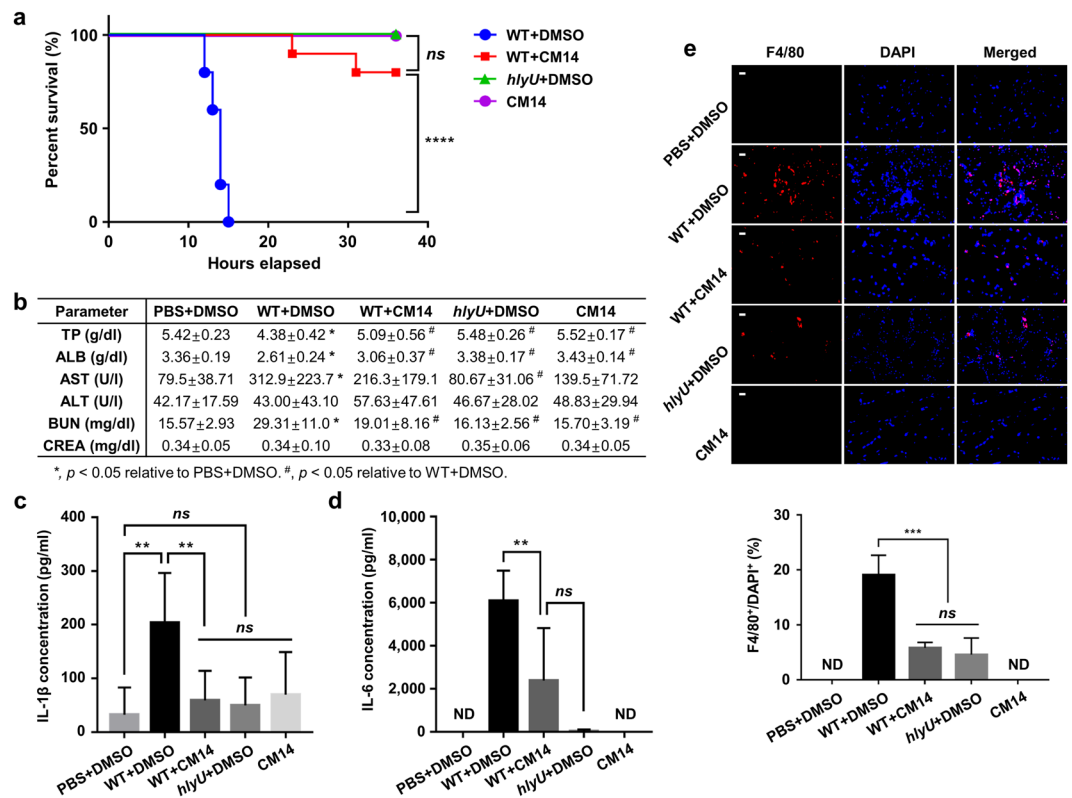 a
Percent survival (%)
100
50
0
0
10
20
30
40
Hours elapsed
ns
****
WT+DMSO
WT+CM14
hlyU+DMSO
CM14
b
Parameter PBS+DMSO WT+DMSO WT+CM14 hlyU+DMSO CM14
TP (g/dl) 5.42±0.23 4.38±0.42 * 5.09±0.56 # 5.48±0.26 # 5.52±0.17 #
ALB (g/dl) 3.36±0.19 2.61±0.24 * 3.06±0.37 # 3.38±0.17 # 3.43±0.14 #
AST (U/l) 79.5±38.71 312.9±223.7 * 216.3±179.1 80.67±31.06 # 139.5±71.72
ALT (U/l) 42.17±17.59 43.00±43.10 57.63±47.61 46.67±28.02 48.83±29.94
BUN (mg/dl) 15.57±2.93 29.31±11.0 * 19.01±8.16 # 16.13±2.56 # 15.70±3.19 #
CREA (mg/dl) 0.34±0.05 0.34±0.10 0.33±0.08 0.35±0.06 0.34±0.05
*, p < 0.05 relative to PBS+DMSO. #, p < 0.05 relative to WT+DMSO.
c
IL-1β concentration (pg/ml)
400
300
200
100
0
ns
**
**
ns
PBS+DMSO
WT+DMSO
WT+CM14
hlyU+DMSO
CM14
d
IL-6 concentration (pg/ml)
10,000
8,000
6,000
4,000
2,000
0
**
ns
ND
ND
PBS+DMSO
WT+DMSO
WT+CM14
hlyU+DMSO
CM14
e
F4/80 DAPI Merged
PBS+DMSO
WT+DMSO
WT+CM14
hlyU+DMSO
CM14
F4/80+/DAPI+ (%)
30
20
10
0
***
ns
ND
ND
PBS+DMSO
WT+DMSO
WT+CM14
hlyU+DMSO
CM14